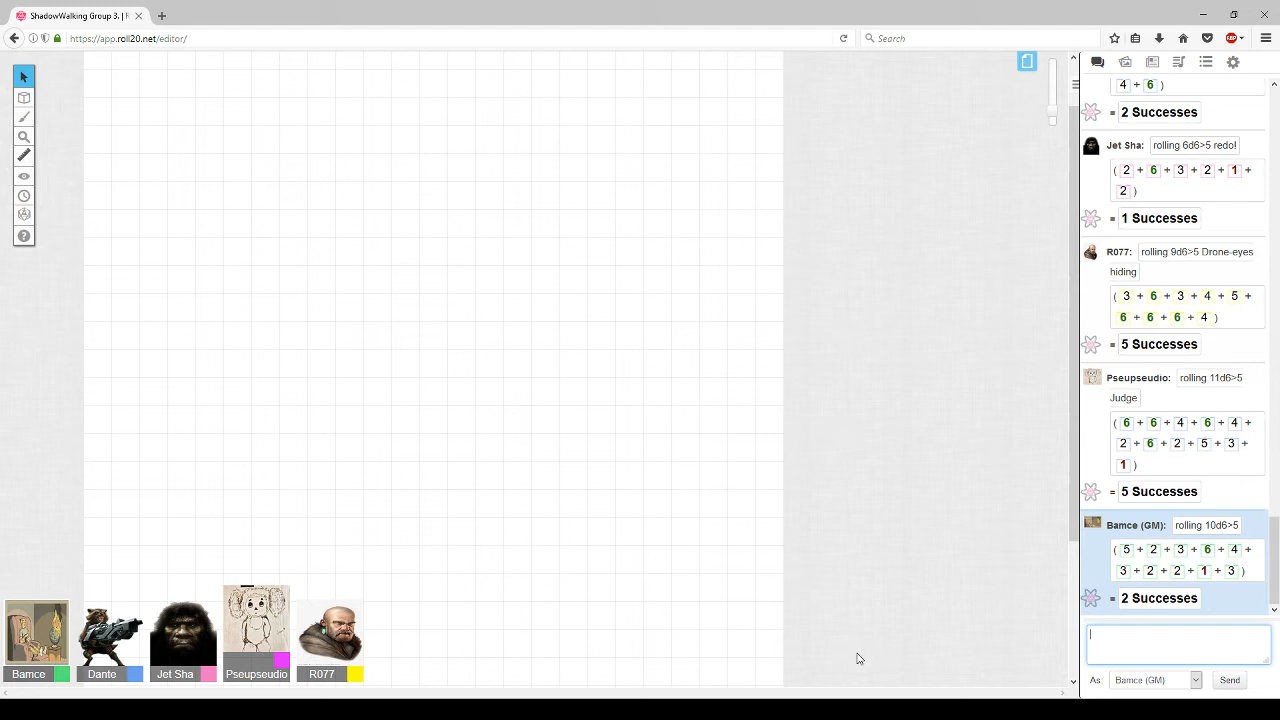 ShadowWalking Group 3. | R
https://app.roll20.net/editor/
Search
ABP
4 + 6 )
= 2 Successes
Jet Sha: rolling 6d6>5 redo!
( 2 + 6 + 3 + 2 + 1 +
2 )
= 1 Successes
R077: rolling 9d6>5 Drone-eyes
hiding
( 3 + 6 + 3 + 4 + 5 +
6 + 6 + 6 + 4 )
= 5 Successes
Pseupseudio: rolling 11d6>5
Judge
( 6 + 6 + 4 + 6 + 4 +
2 + 6 + 2 + 5 + 3 +
1 )
= 5 Successes
Bamce (GM): rolling 10d6>5
( 5 + 2 + 3 + 6 + 4 +
3 + 2 + 2 + 1 + 3 )
= 2 Successes
As: Bamce (GM) Send
Bamce
Dante
Jet Sha
Pseupseudio
R077